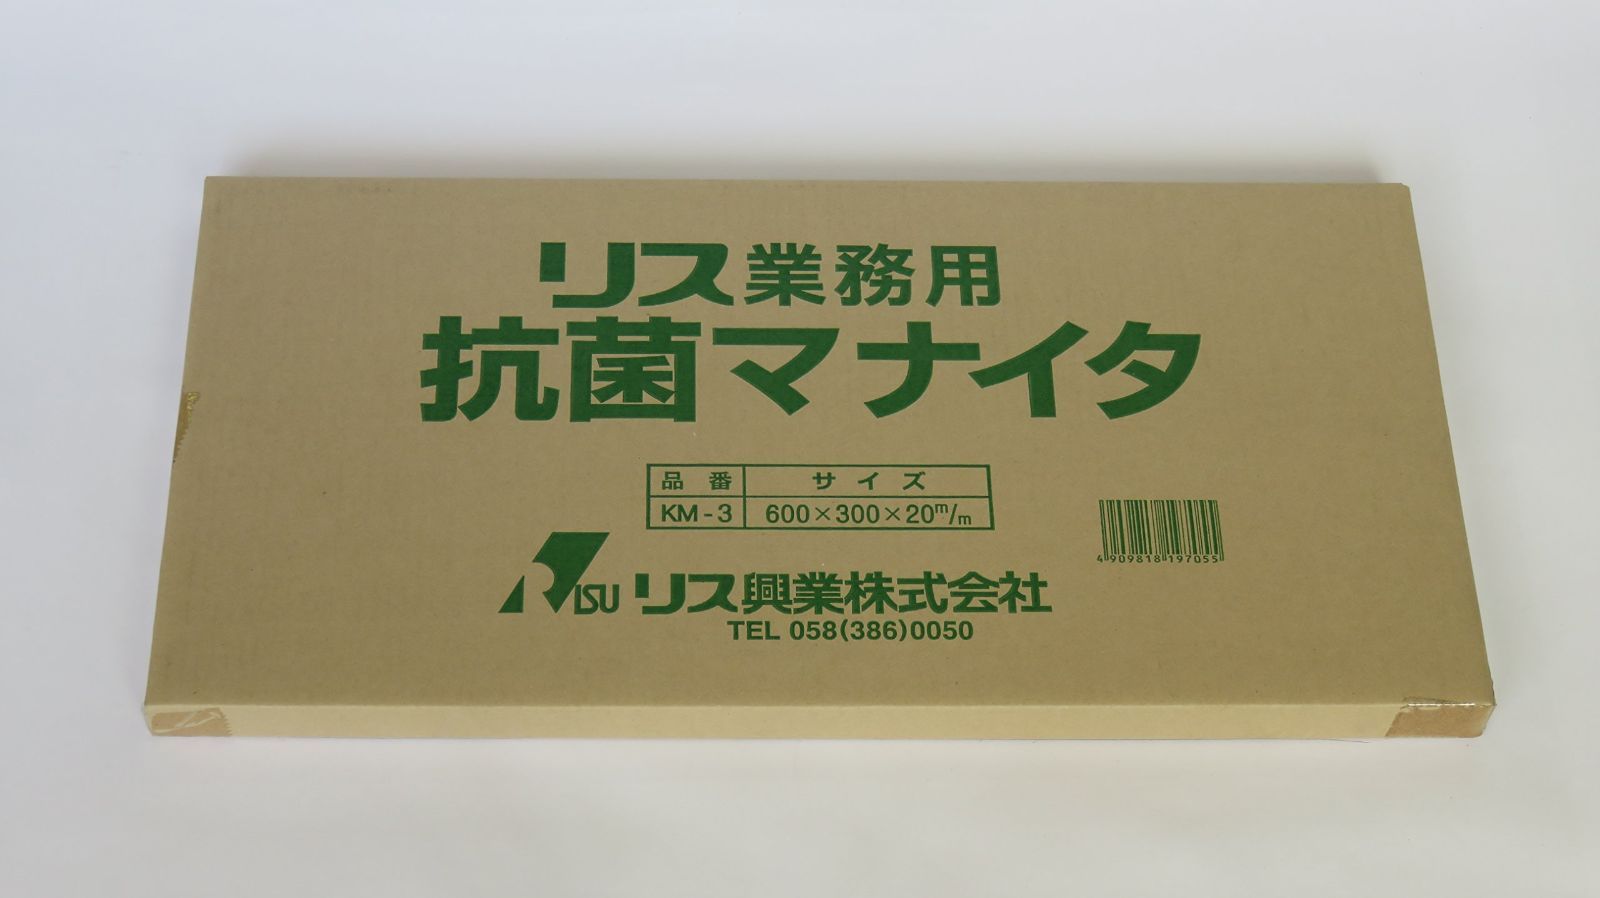 リス業務用
抗菌マナイタ
品番 サイズ
KM-3 600×300×20m/m
RISU リス興業株式会社
TEL 058(386)0050
4909818197055